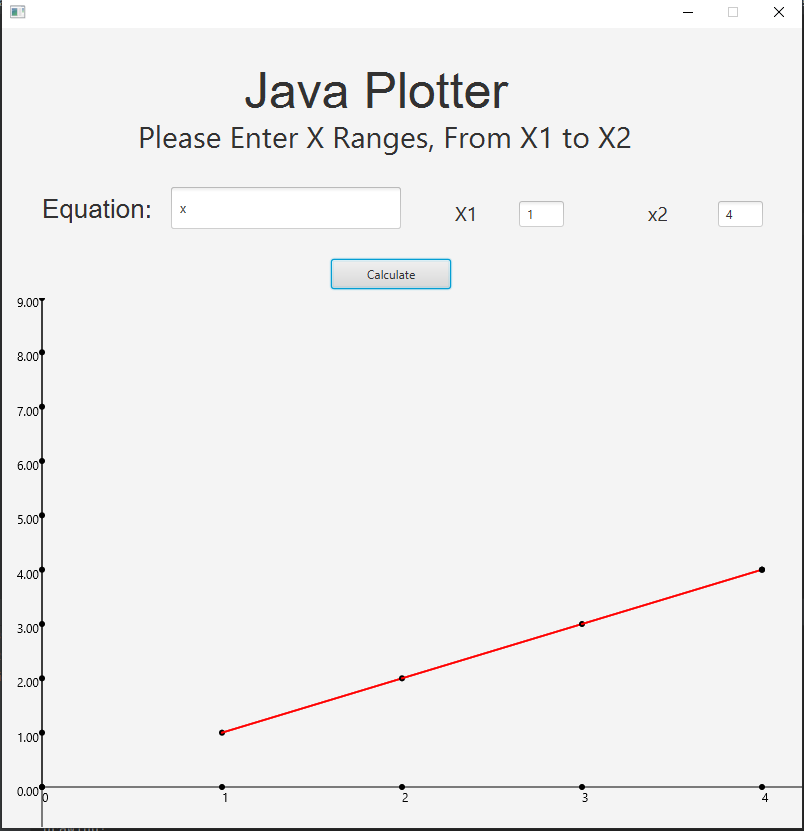 Java Plotter
Please Enter X Ranges, From X1 to X2
Equation: x X1 1 x2 4
Calculate
9.00
8.00
7.00
6.00
5.00
4.00
3.00
2.00
1.00
0.00
0 1 2 3 4